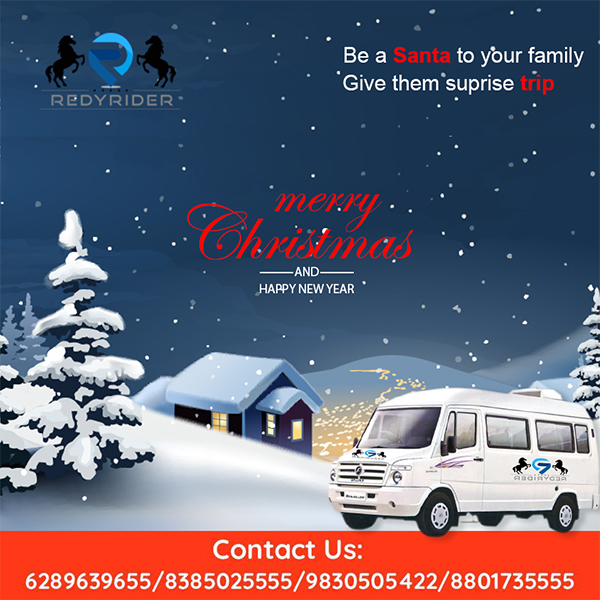 REDYRIDER
Be a Santa to your family
Give them suprise trip
merry
Christmas
AND
HAPPY NEW YEAR
Contact Us:
6289639655/8385025555/9830505422/8801735555